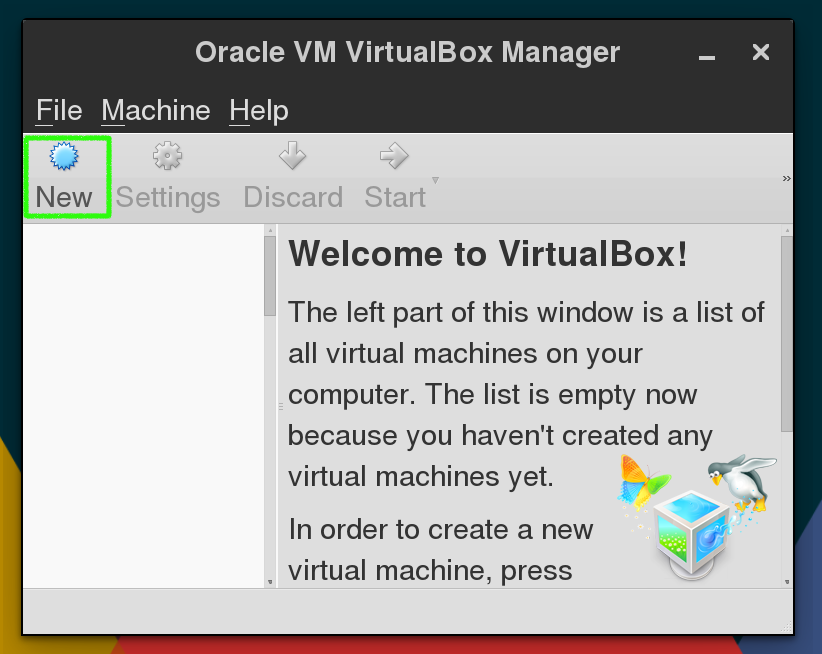 Oracle VM VirtualBox Manager
File Machine Help
New Settings Discard Start »
Welcome to VirtualBox!
The left part of this window is a list of
all virtual machines on your
computer. The list is empty now
because you haven't created any
virtual machines yet.
In order to create a new
virtual machine, press